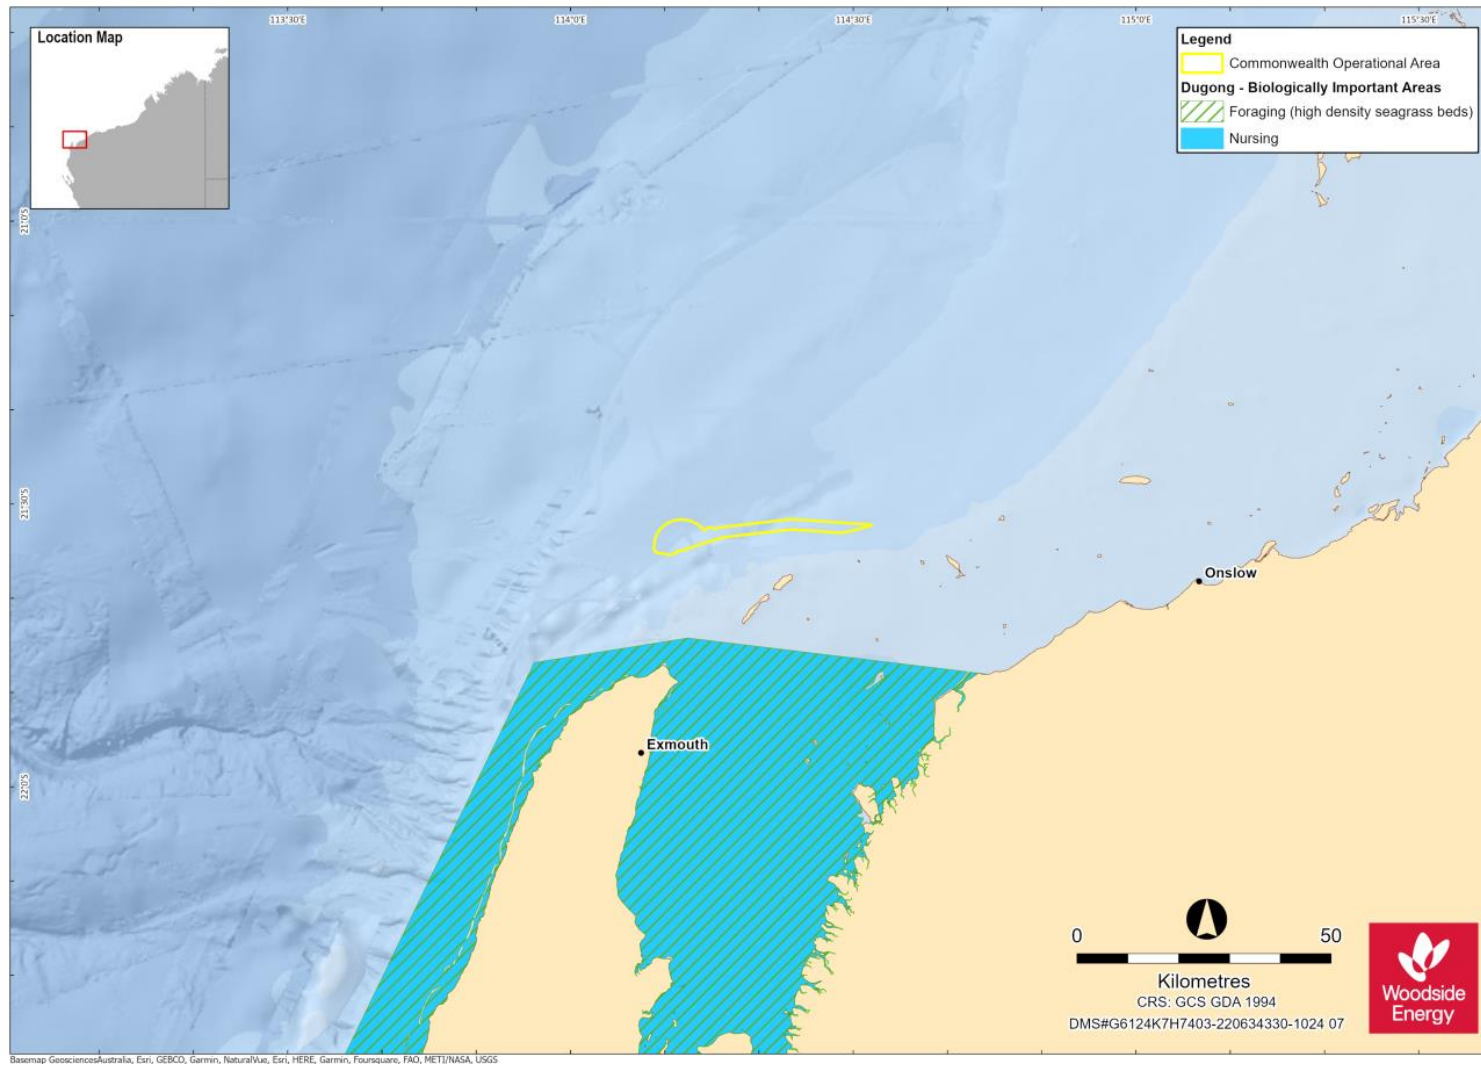 113°30'E
114°0'E
114°30'E
115°0'E
115°30'E
Location Map
Legend
Commonwealth Operational Area
Dugong - Biologically Important Areas
Foraging (high density seagrass beds)
Nursing
21°0'S
21°30'S
22°0'S
Onslow
Exmouth
0 50
Kilometres
CRS: GCS GDA 1994
DMS#G6124K7H7403-220634330-1024 07
Woodside
Energy
Basemap GeosciencesAustralia, Esri, GEBCO, Garmin, NaturalVue, Esri, HERE, Garmin, Foursquare, FAO, METI/NASA, USGS